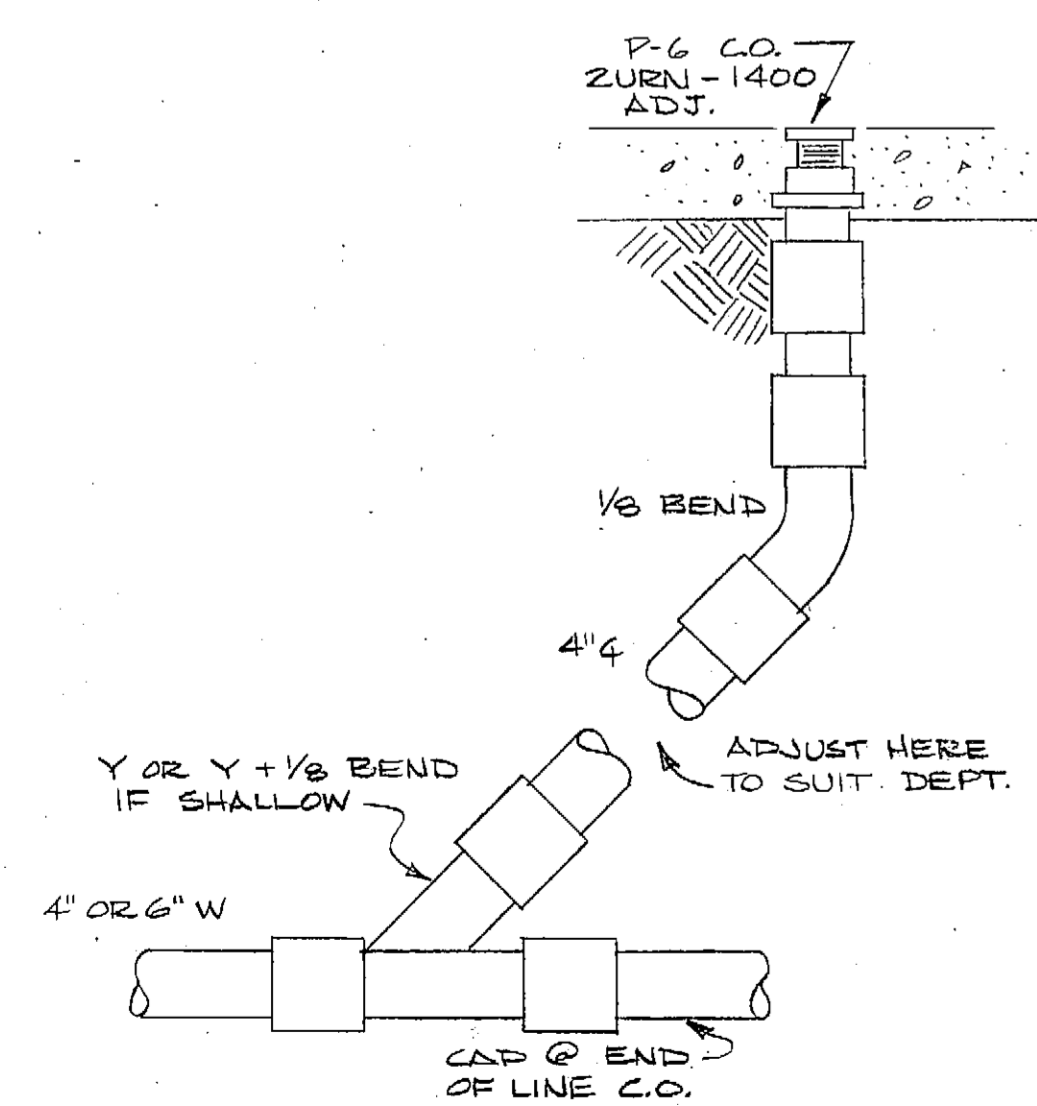 P-6 C.O.
ZURN-1400
ADJ.
1/8 BEND
4"℄
ADJUST HERE
TO SUIT. DEPT.
Y OR Y + 1/8 BEND
IF SHALLOW
4" OR 6" W
CAP @ END
OF LINE C.O.